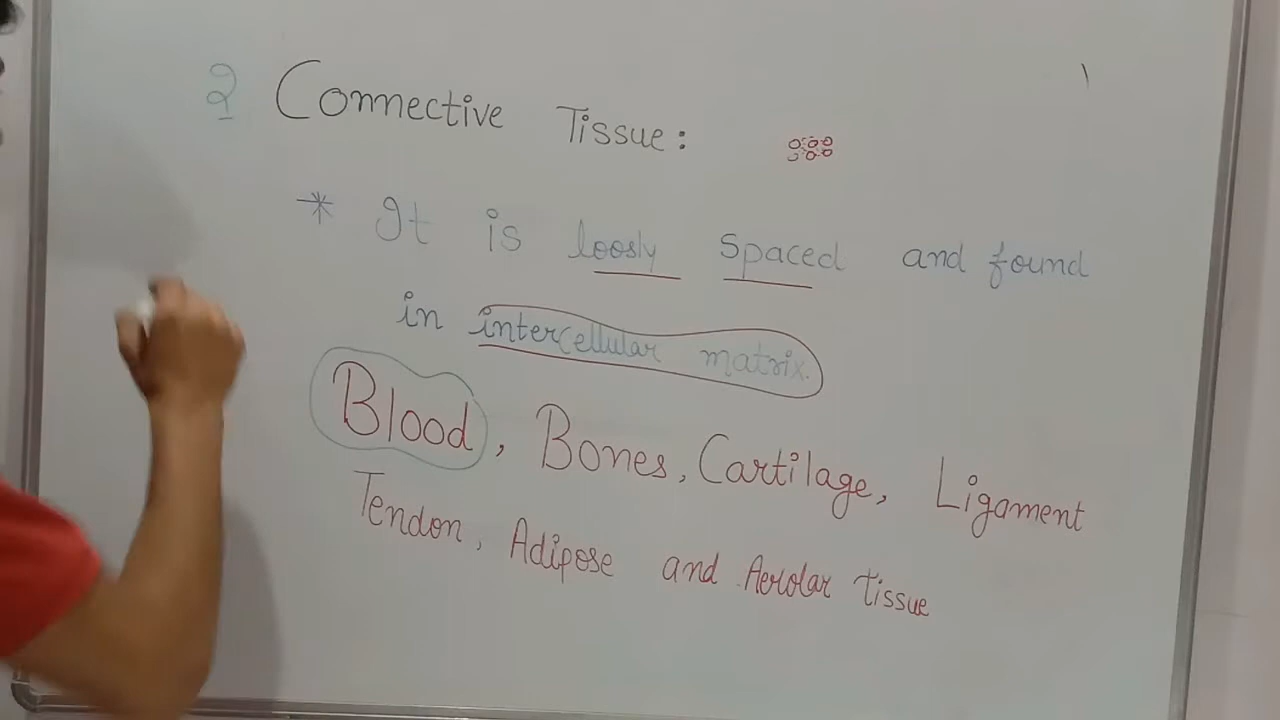 2 Connective Tissue:
* It is loosly spaced and found
in intercellular matrix.
Blood, Bones, Cartilage, Ligament
Tendon, Adipose and Aerolar tissue